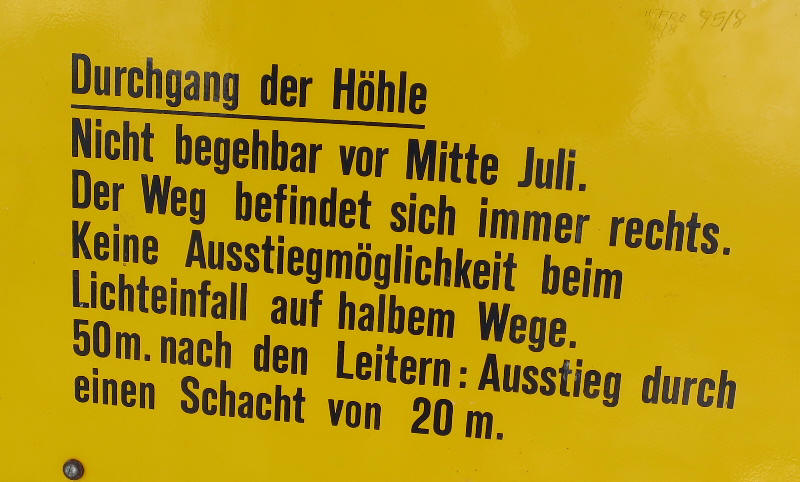 Durchgang der Höhle
Nicht begehbar vor Mitte Juli.
Der Weg befindet sich immer rechts.
Keine Ausstiegmöglichkeit beim
Lichteinfall auf halbem Wege.
50m. nach den Leitern: Ausstieg durch
einen Schacht von 20 m.